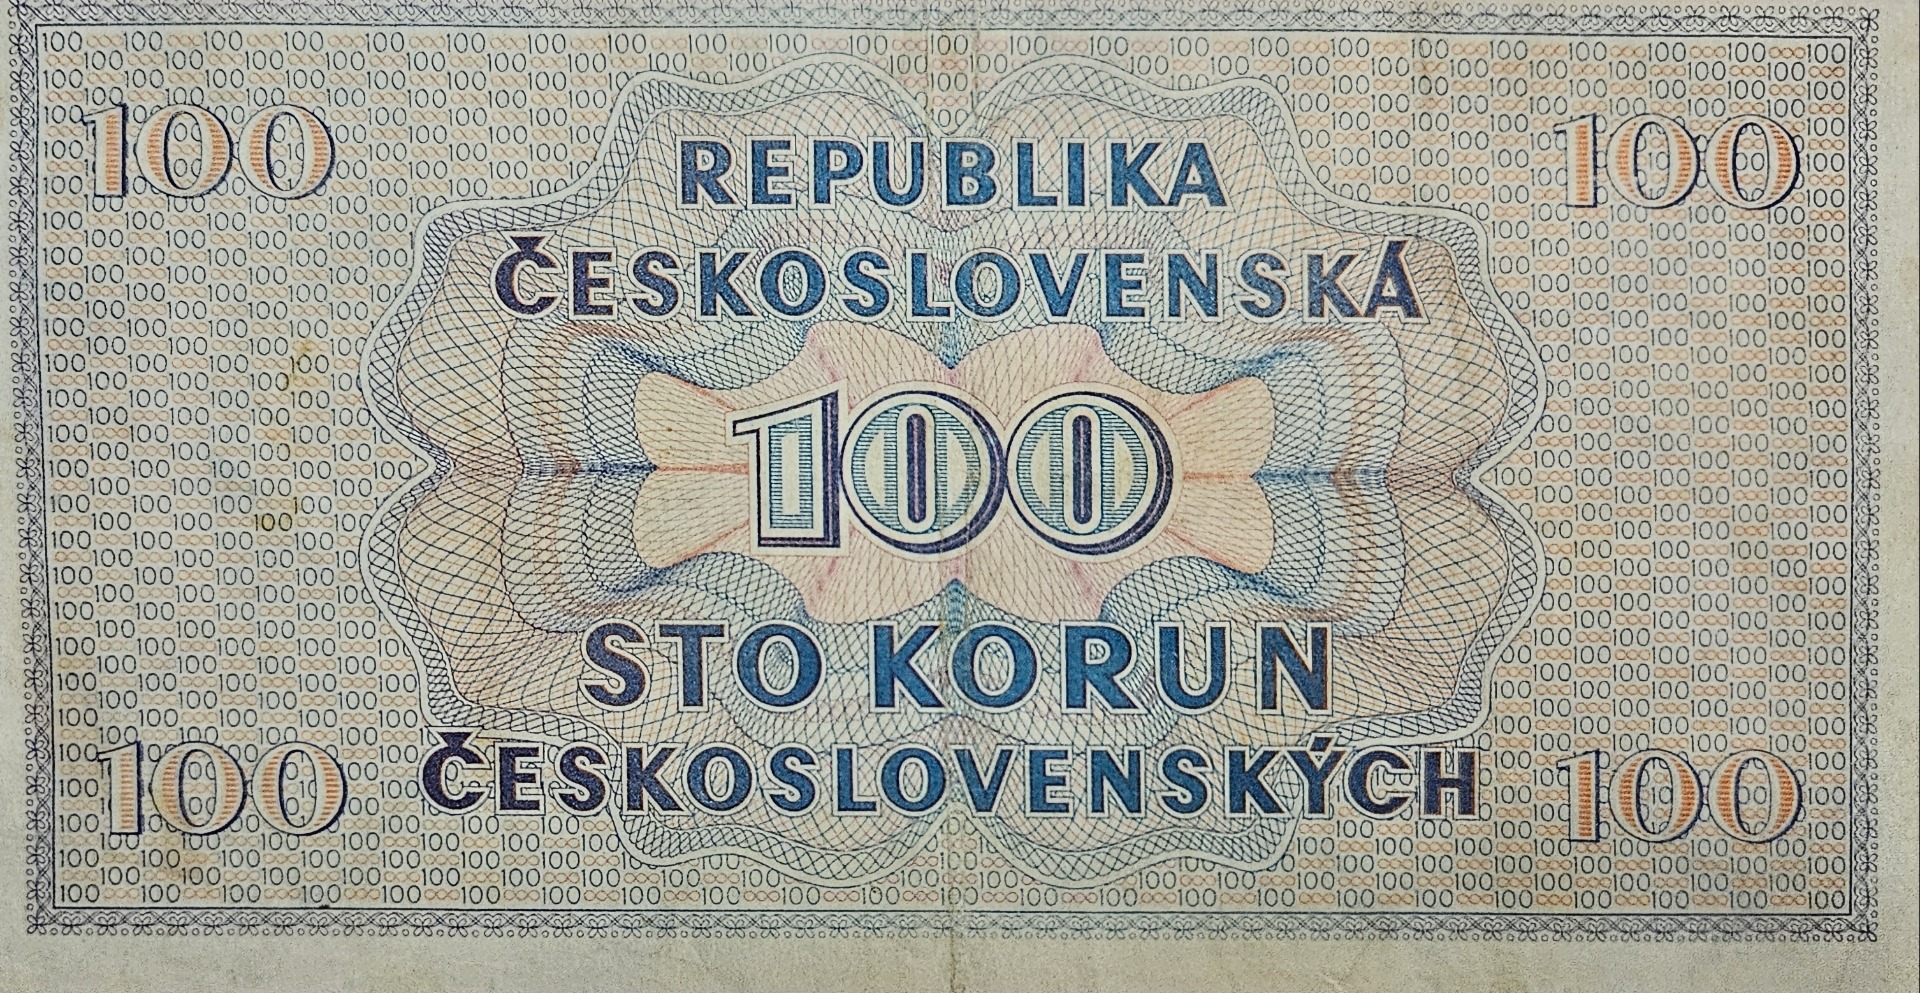 100 100
REPUBLIKA
ČESKOSLOVENSKÁ
100
STO KORUN
ČESKOSLOVENSKÝCH
100 100